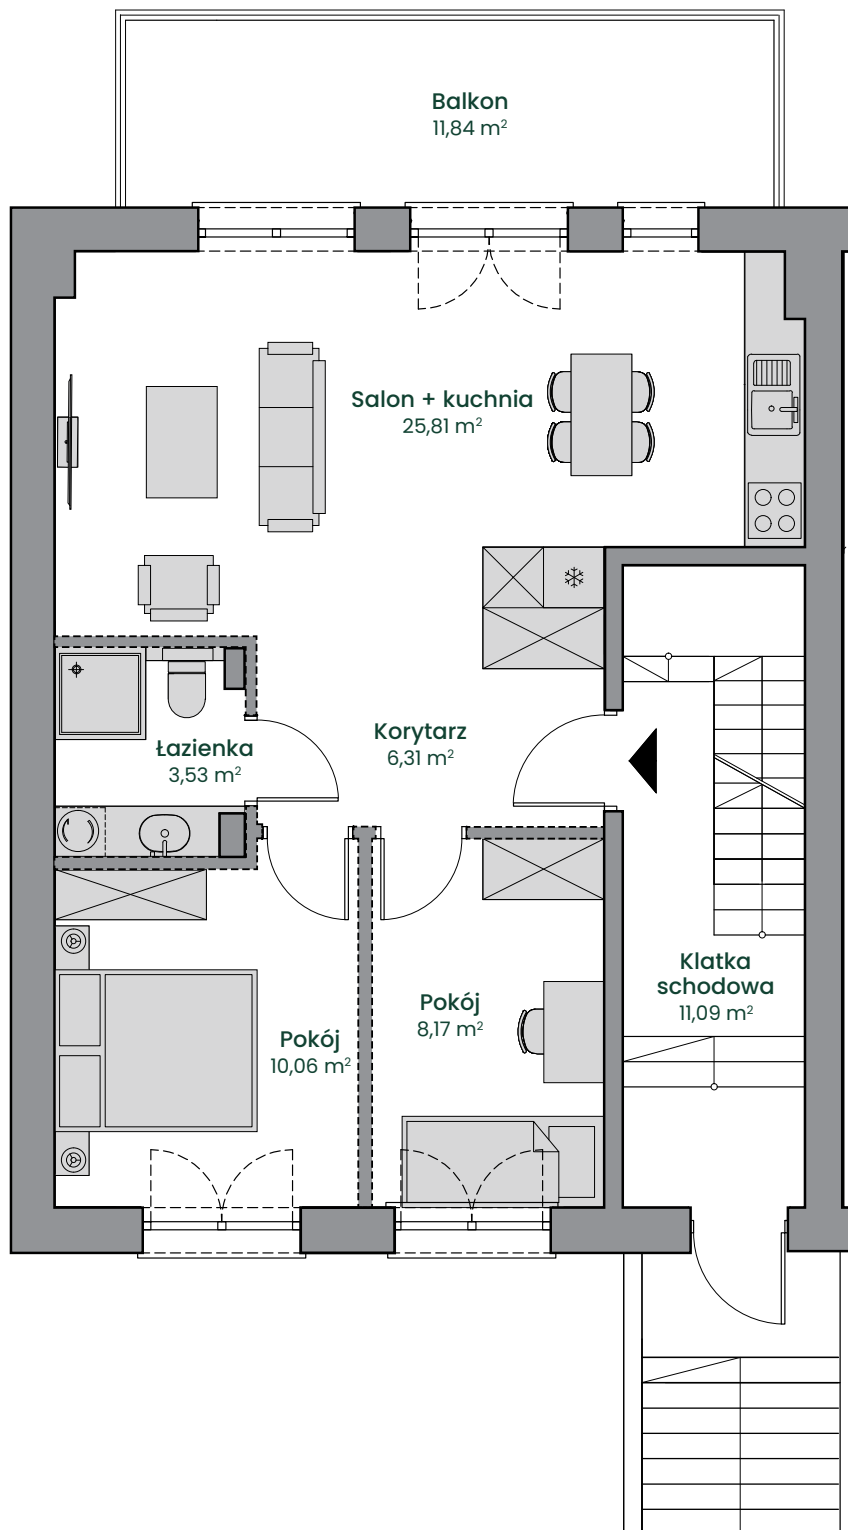 Balkon
11,84 m²
Salon + kuchnia
25,81 m²
Korytarz
6,31 m²
Łazienka
3,53 m²
Klatka
schodowa
11,09 m²
Pokój
8,17 m²
Pokój
10,06 m²